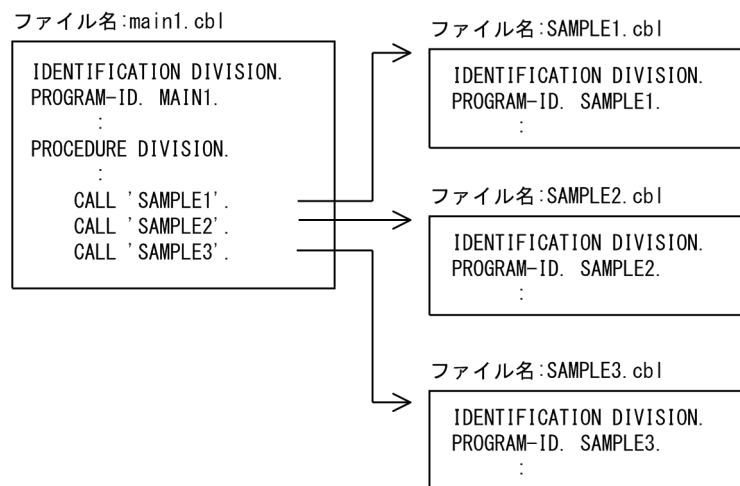 ファイル名:main1.cbl
IDENTIFICATION DIVISION.
PROGRAM-ID. MAIN1.
:
PROCEDURE DIVISION.
:
CALL 'SAMPLE1'.
CALL 'SAMPLE2'.
CALL 'SAMPLE3'.
ファイル名:SAMPLE1.cbl
IDENTIFICATION DIVISION.
PROGRAM-ID. SAMPLE1.
:
ファイル名:SAMPLE2.cbl
IDENTIFICATION DIVISION.
PROGRAM-ID. SAMPLE2.
:
ファイル名:SAMPLE3.cbl
IDENTIFICATION DIVISION.
PROGRAM-ID. SAMPLE3.
: